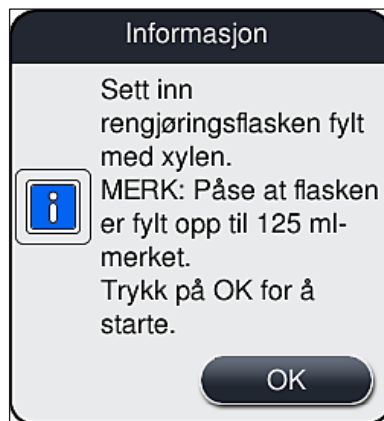 Informasjon
Sett inn
rengjøringsflasken fylt
med xylen.
MERK: Påse at flasken
er fylt opp til 125 ml-
merket.
Trykk på OK for å
starte.
i
OK